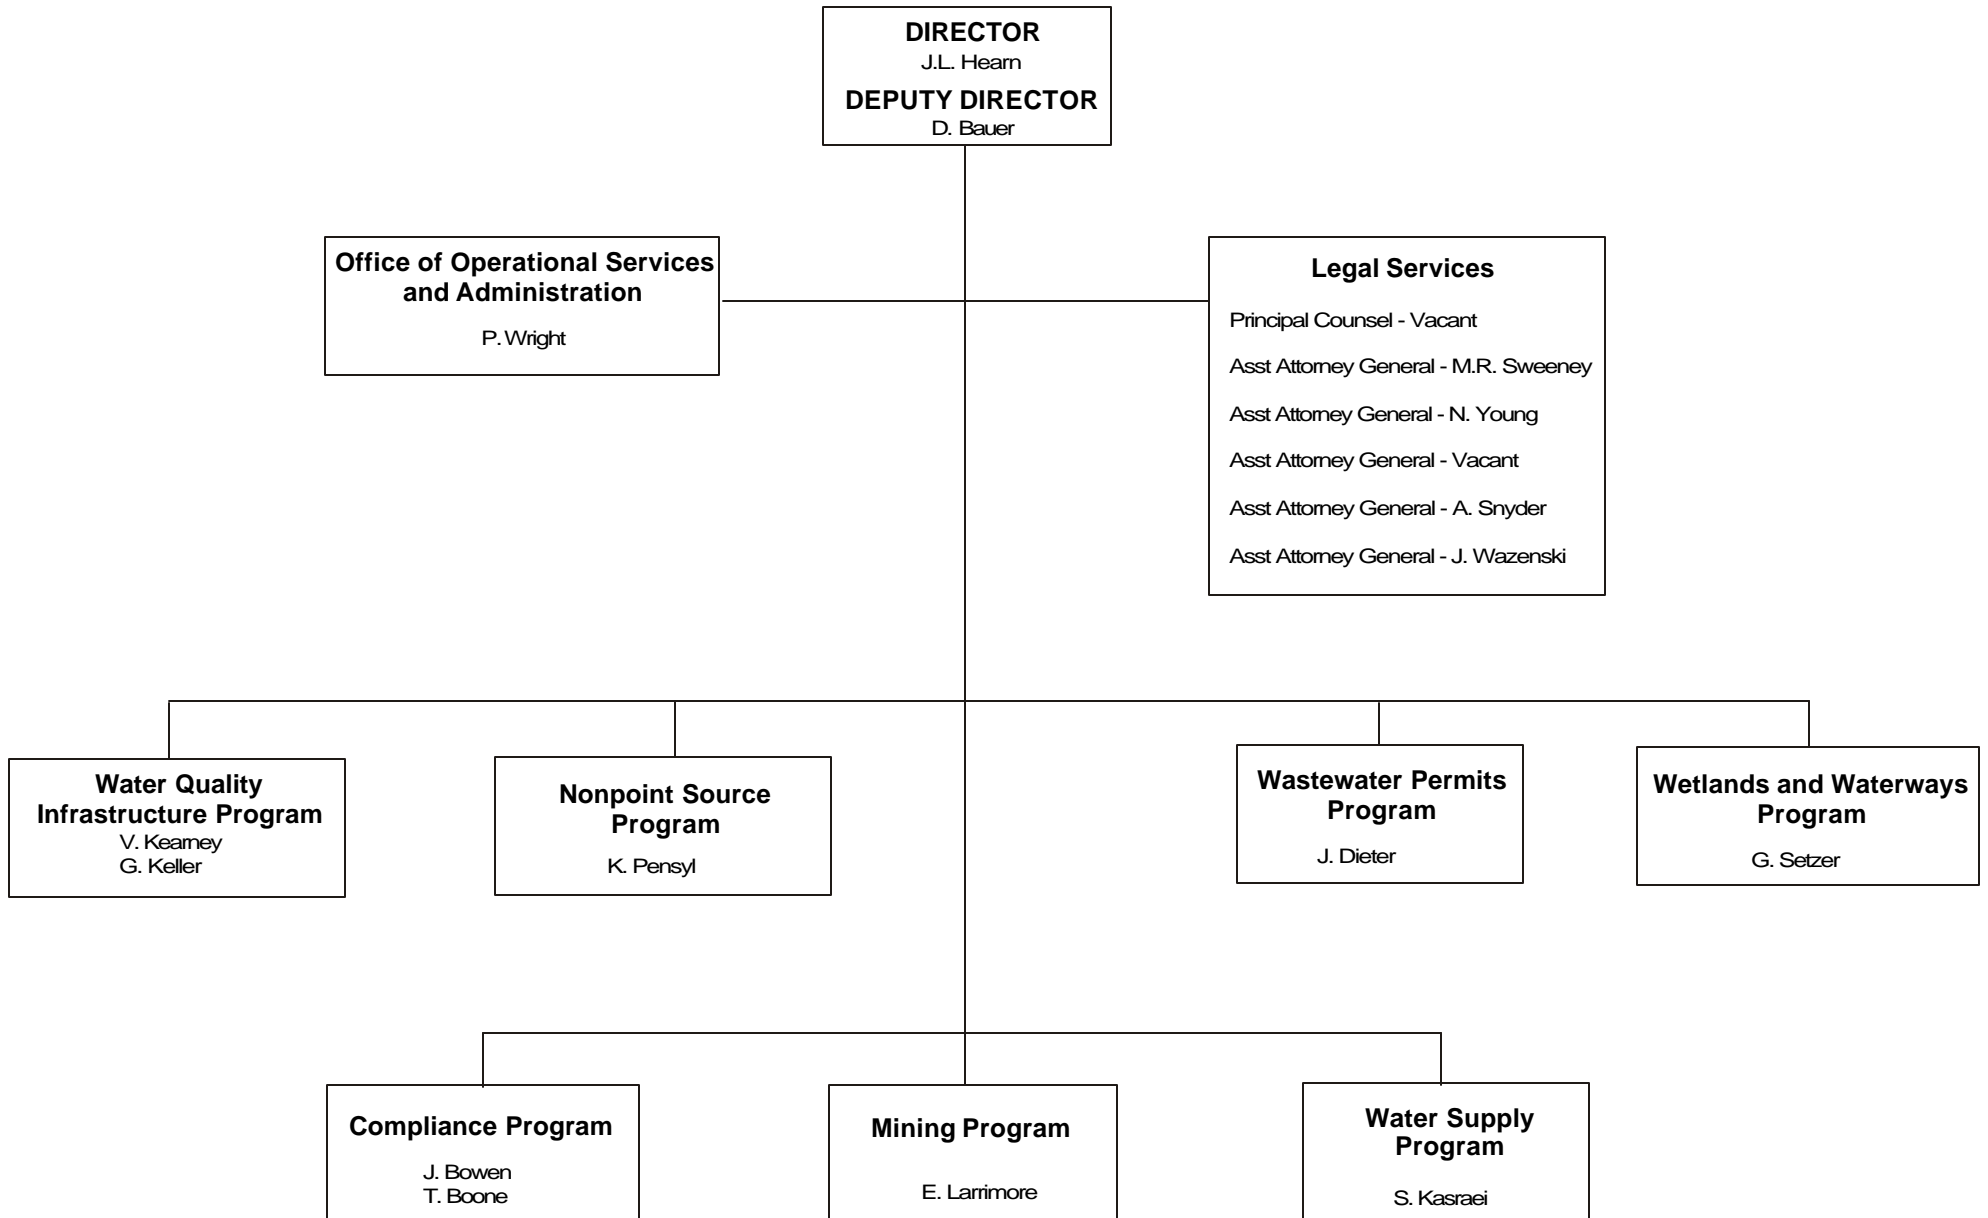 DIRECTOR
J.L. Hearn
DEPUTY DIRECTOR
D. Bauer
Office of Operational Services
and Administration
P. Wright
Legal Services
Principal Counsel - Vacant
Asst Attorney General - M.R. Sweeney
Asst Attorney General - N. Young
Asst Attorney General - Vacant
Asst Attorney General - A. Snyder
Asst Attorney General - J. Wazenski
Water Quality
Infrastructure Program
V. Kearney
G. Keller
Nonpoint Source
Program
K. Pensyl
Wastewater Permits
Program
J. Dieter
Wetlands and Waterways
Program
G. Setzer
Compliance Program
J. Bowen
T. Boone
Mining Program
E. Larrimore
Water Supply
Program
S. Kasraei